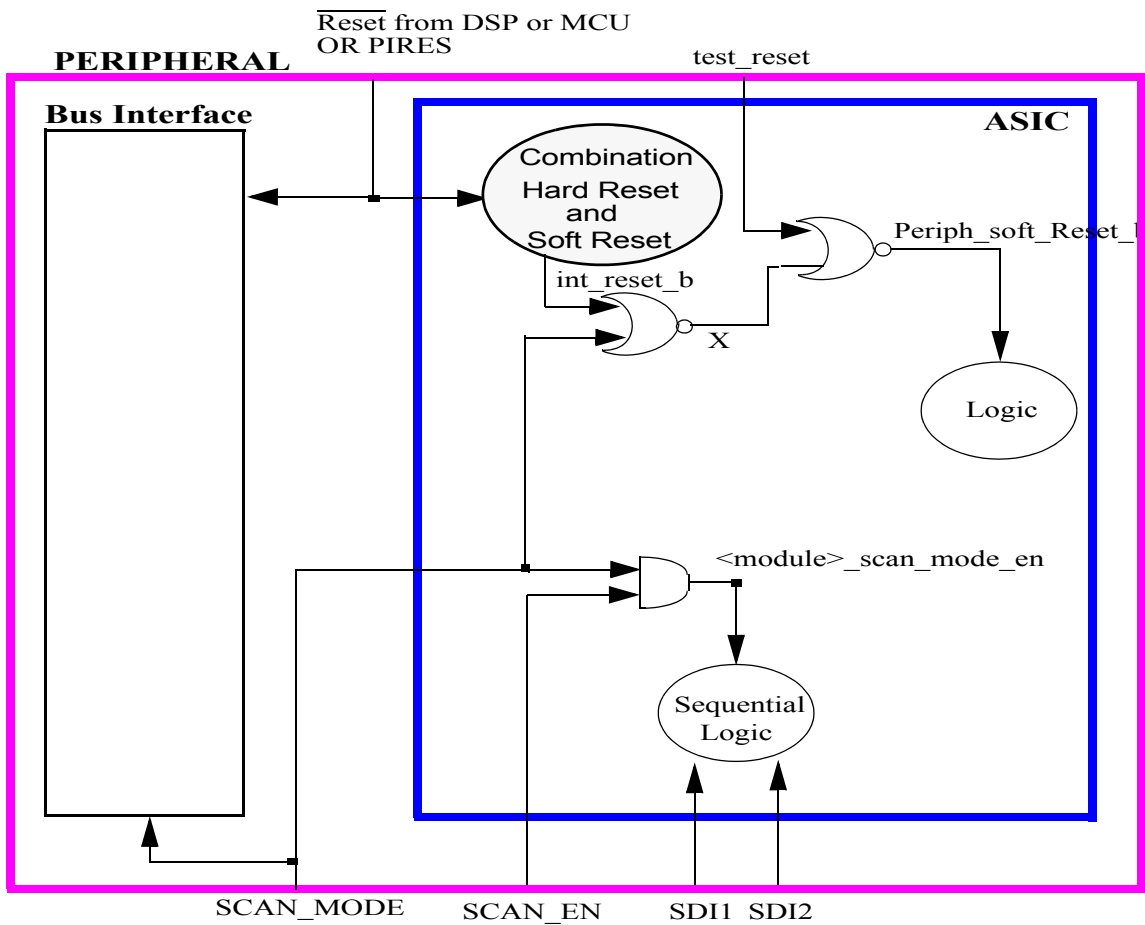 Reset from DSP or MCU
OR PIRES
PERIPHERAL
test_reset
Bus Interface
ASIC
Combination
Hard Reset
and
Soft Reset
Periph_soft_Reset_b
int_reset_b
X
Logic
<module>_scan_mode_en
Sequential
Logic
SCAN_MODE
SCAN_EN
SDI1
SDI2